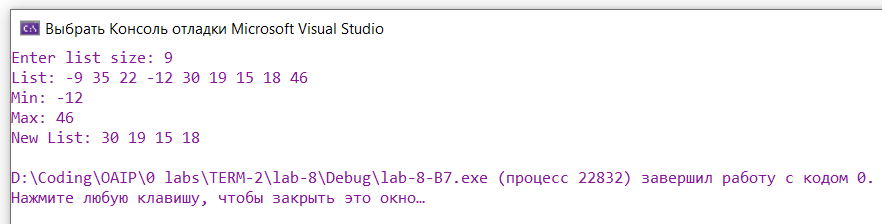 C:\ Выбрать Консоль отладки Microsoft Visual Studio
Enter list size: 9
List: -9 35 22 -12 30 19 15 18 46
Min: -12
Max: 46
New List: 30 19 15 18
D:\Coding\OAIP\0 labs\TERM-2\lab-8\Debug\lab-8-B7.exe (процесс 22832) завершил работу с кодом 0.
Нажмите любую клавишу, чтобы закрыть это окно…